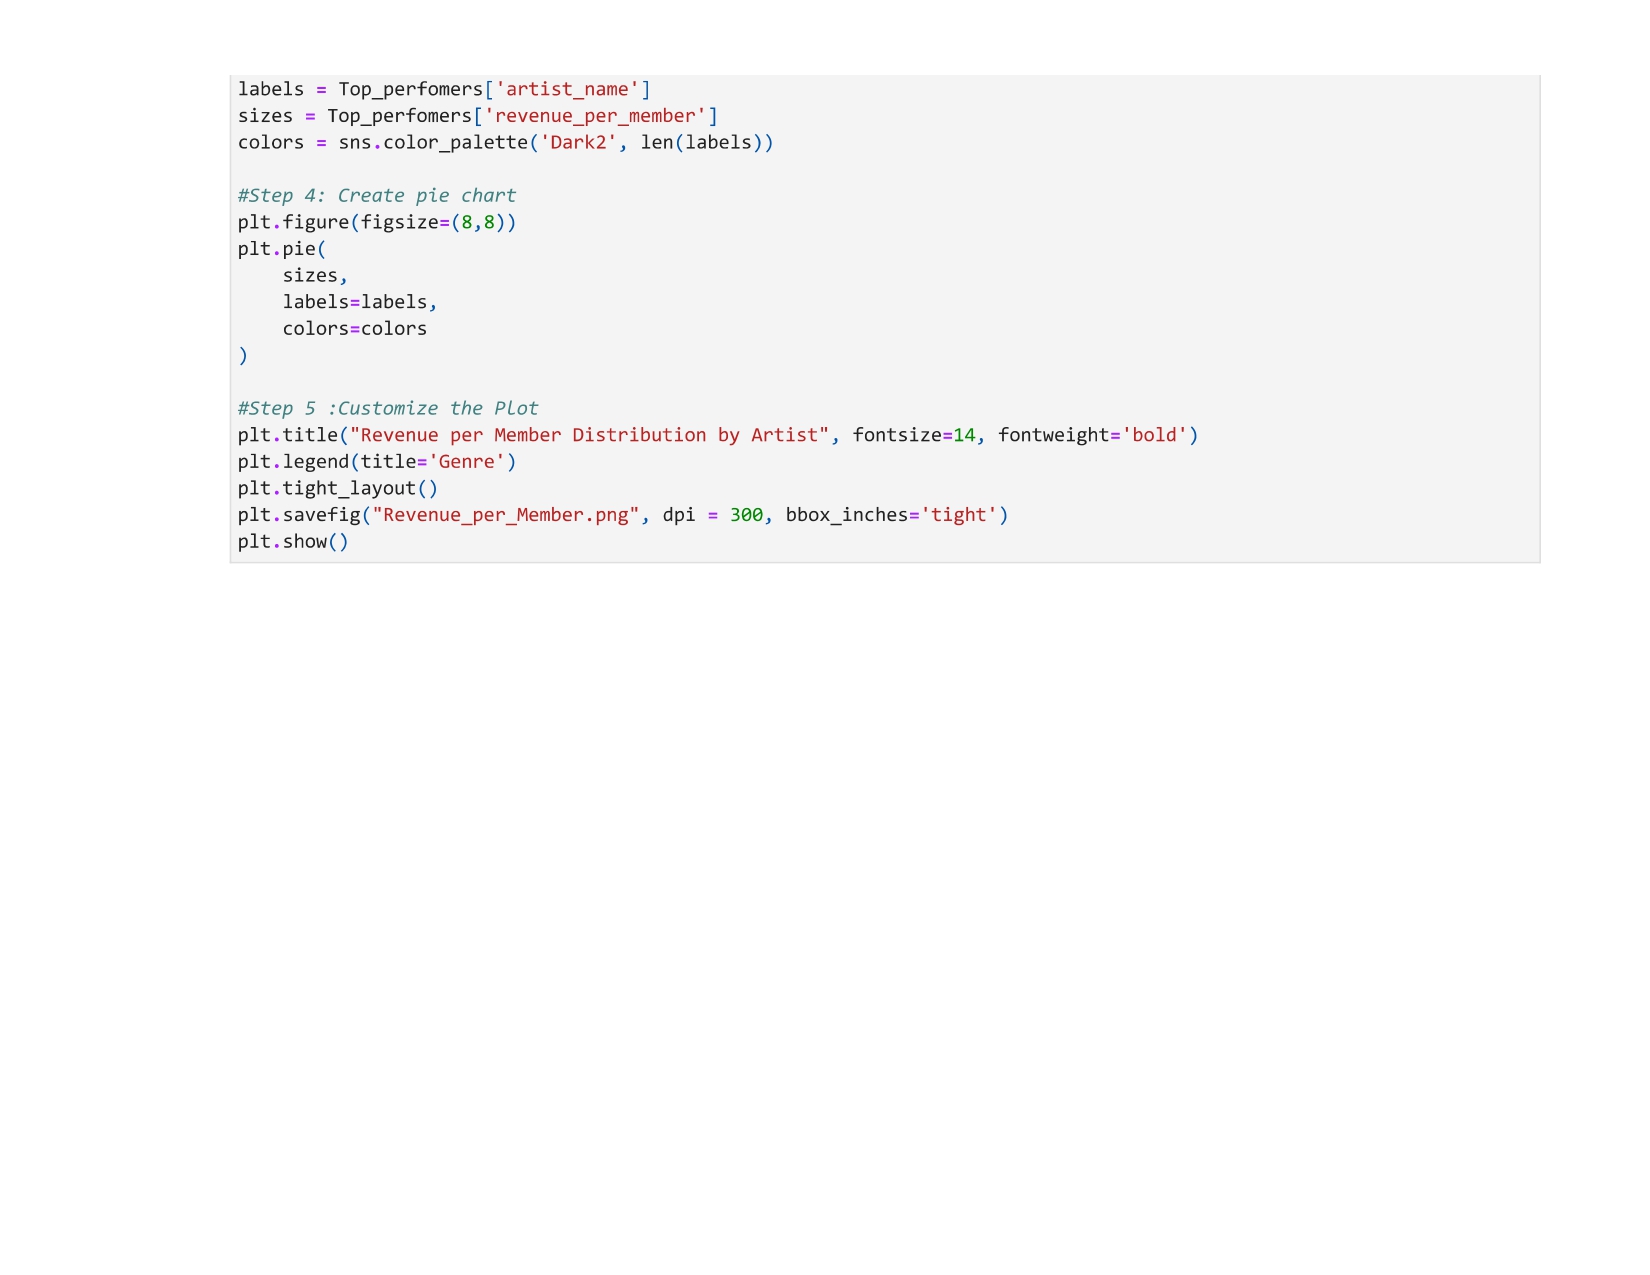 labels = Top_perfomers['artist_name']
sizes = Top_perfomers['revenue_per_member']
colors = sns.color_palette('Dark2', len(labels))
#Step 4: Create pie chart
plt.figure(figsize=(8,8))
plt.pie(
    sizes,
    labels=labels,
    colors=colors
)
#Step 5 :Customize the Plot
plt.title("Revenue per Member Distribution by Artist", fontsize=14, fontweight='bold')
plt.legend(title='Genre')
plt.tight_layout()
plt.savefig("Revenue_per_Member.png", dpi = 300, bbox_inches='tight')
plt.show()